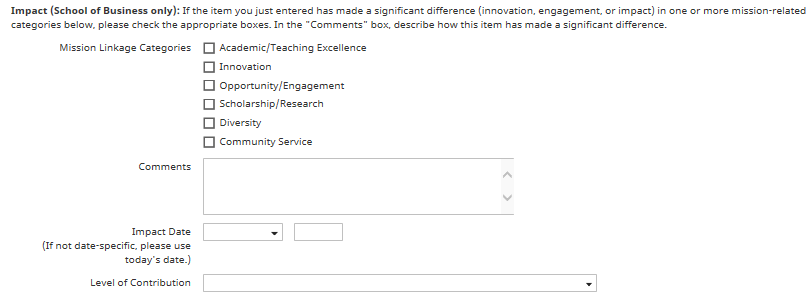 Impact (School of Business only): If the item you just entered has made a significant difference (innovation, engagement, or impact) in one or more mission-related
categories below, please check the appropriate boxes. In the "Comments" box, describe how this item has made a significant difference.
Mission Linkage Categories
Academic/Teaching Excellence
Innovation
Opportunity/Engagement
Scholarship/Research
Diversity
Community Service
Comments
Impact Date
(If not date-specific, please use
today's date.)
Level of Contribution